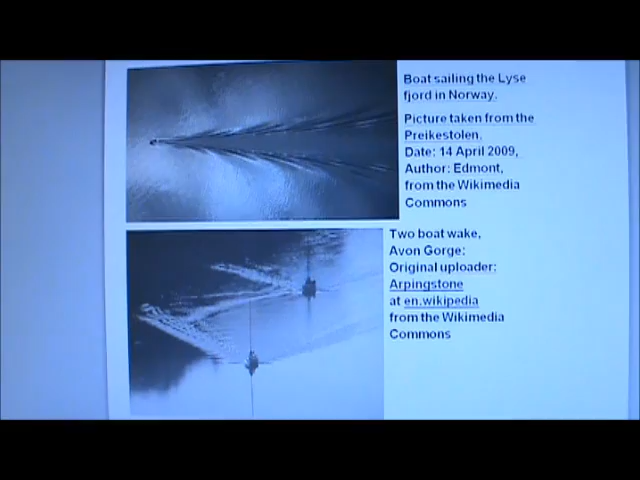 Boat sailing the Lyse
fjord in Norway.
Picture taken from the
Preikestolen.
Date: 14 April 2009,
Author: Edmont,
from the Wikimedia
Commons
Two boat wake,
Avon Gorge;
Original uploader:
Arpingstone
at en.wikipedia
from the Wikimedia
Commons